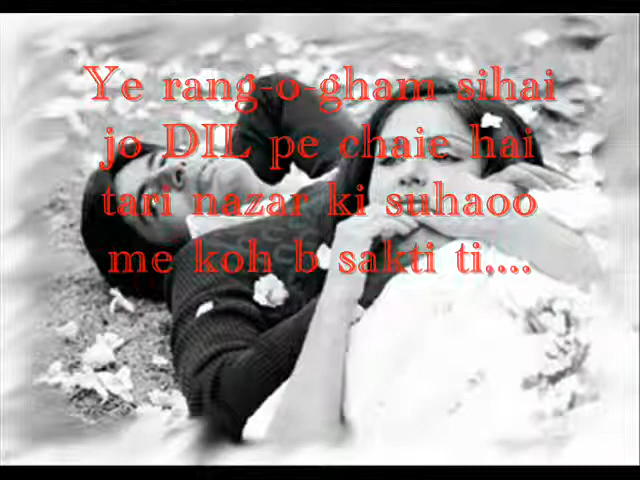 Ye rang-o-gham sihai
jo DIL pe chaie hai
tari nazar ki suhaoo
me koh b sakti ti....